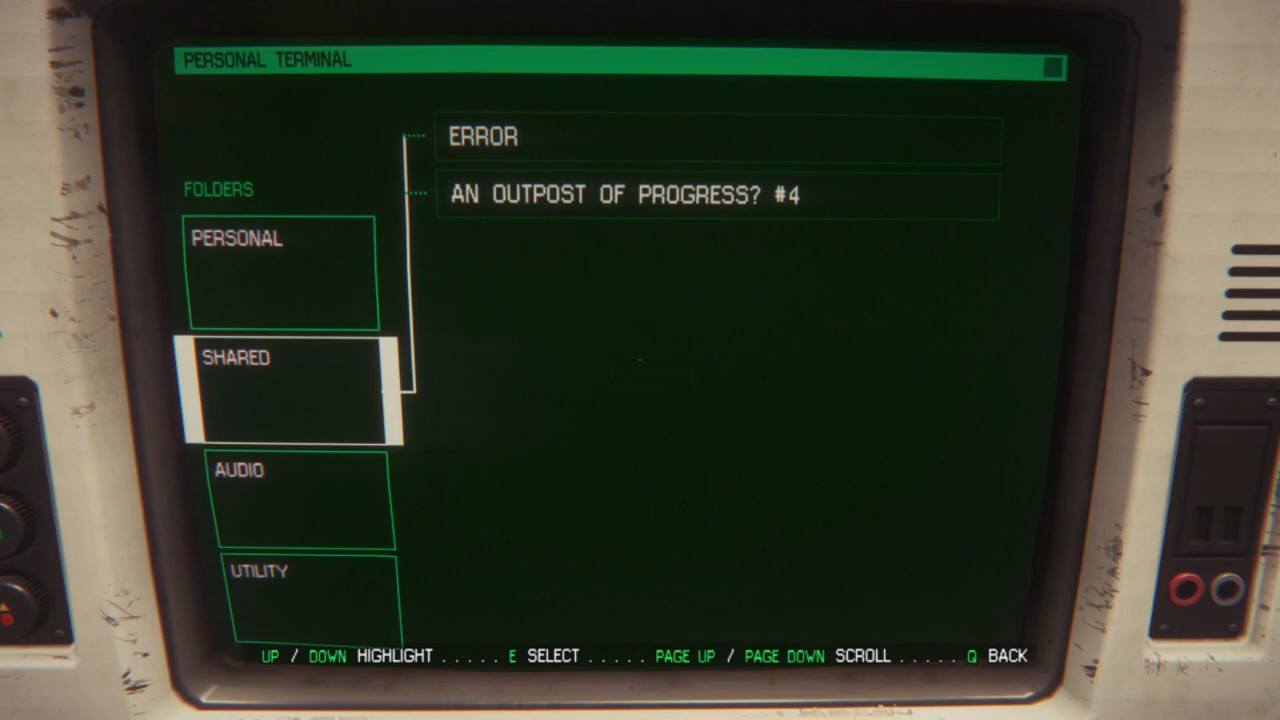 PERSONAL TERMINAL
FOLDERS
PERSONAL
SHARED
AUDIO
UTILITY
ERROR
AN OUTPOST OF PROGRESS? #4
UP / DOWN HIGHLIGHT ..... E SELECT ..... PAGE UP / PAGE DOWN SCROLL ..... Q BACK